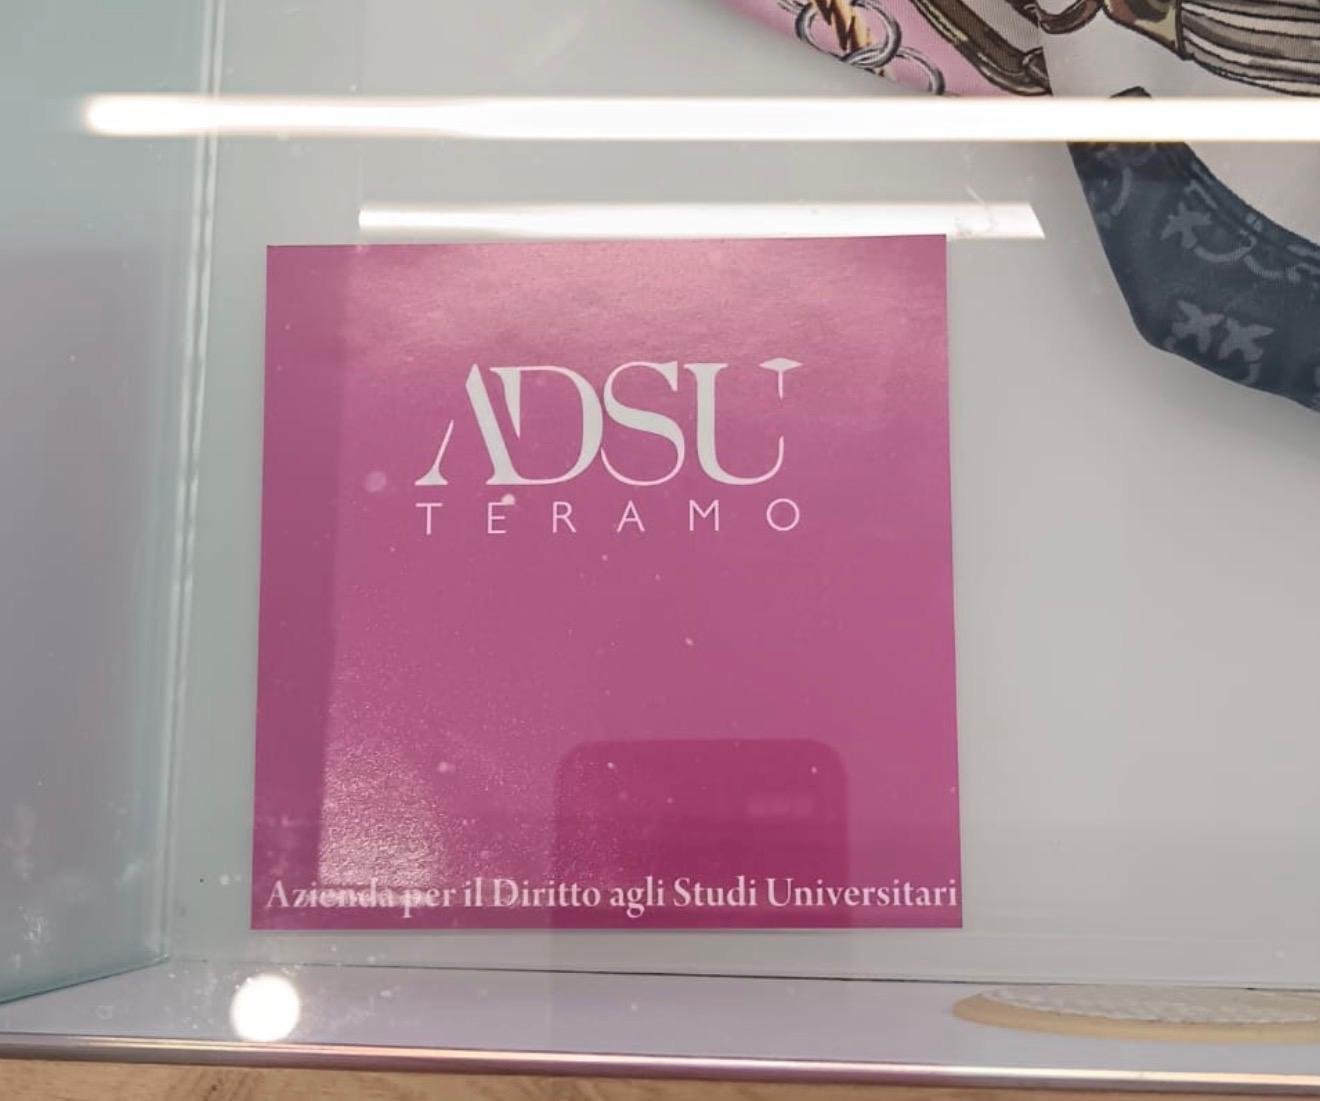 ADSU
TERAMO
Azienda per il Diritto agli Studi Universitari